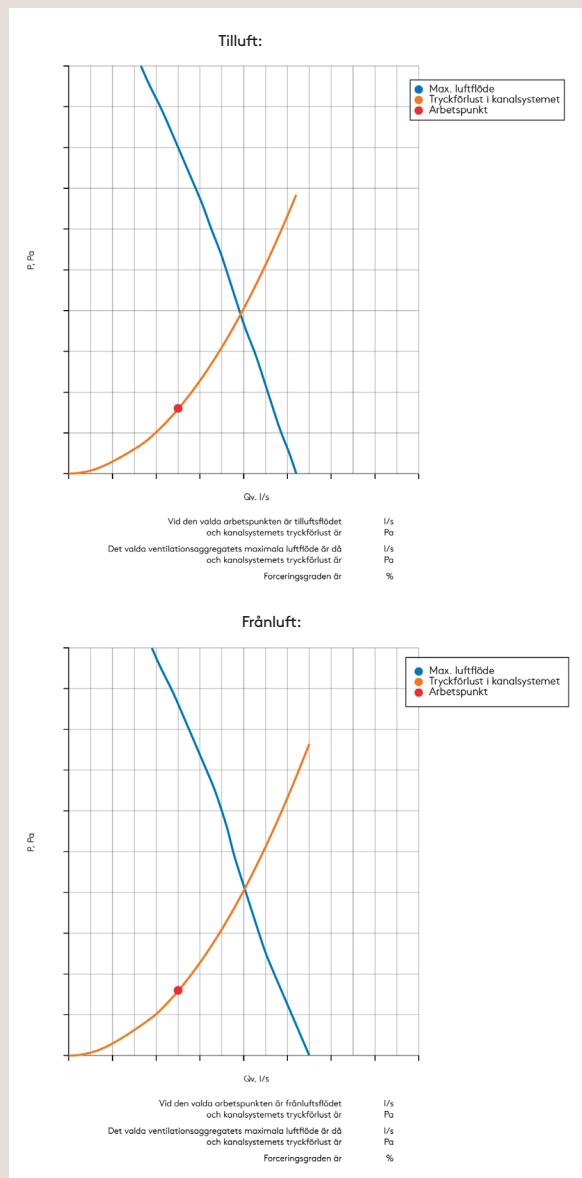 Tilluft:
Max. luftflöde
Tryckförlust i kanalsystemet
Arbetspunkt
P, Pa
Qv, l/s
Vid den valda arbetspunkten är tilluftsflödet l/s
och kanalsystemets tryckförlust är Pa
Det valda ventilationsaggregatets maximala luftflöde är då l/s
och kanalsystemets tryckförlust är Pa
Forceringsgraden är %
Frånluft:
Max. luftflöde
Tryckförlust i kanalsystemet
Arbetspunkt
P, Pa
Qv, l/s
Vid den valda arbetspunkten är frånluftsflödet l/s
och kanalsystemets tryckförlust är Pa
Det valda ventilationsaggregatets maximala luftflöde är då l/s
och kanalsystemets tryckförlust är Pa
Forceringsgraden är %